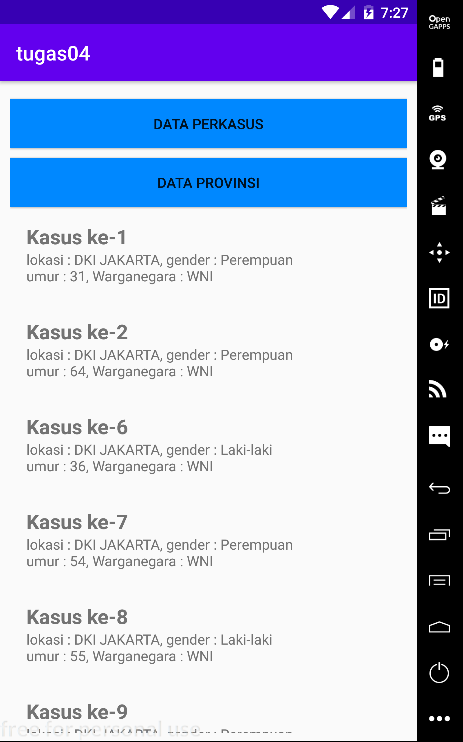 7:27
Open
GAPPS
tugas04
DATA PERKASUS
GPS
DATA PROVINSI
Kasus ke-1
lokasi : DKI JAKARTA, gender : Perempuan
umur : 31, Warganegara : WNI
ID
Kasus ke-2
lokasi : DKI JAKARTA, gender : Perempuan
umur : 64, Warganegara : WNI
Kasus ke-6
lokasi : DKI JAKARTA, gender : Laki-laki
umur : 36, Warganegara : WNI
Kasus ke-7
lokasi : DKI JAKARTA, gender : Perempuan
umur : 54, Warganegara : WNI
Kasus ke-8
lokasi : DKI JAKARTA, gender : Laki-laki
umur : 55, Warganegara : WNI
Kasus ke-9
free for personal use